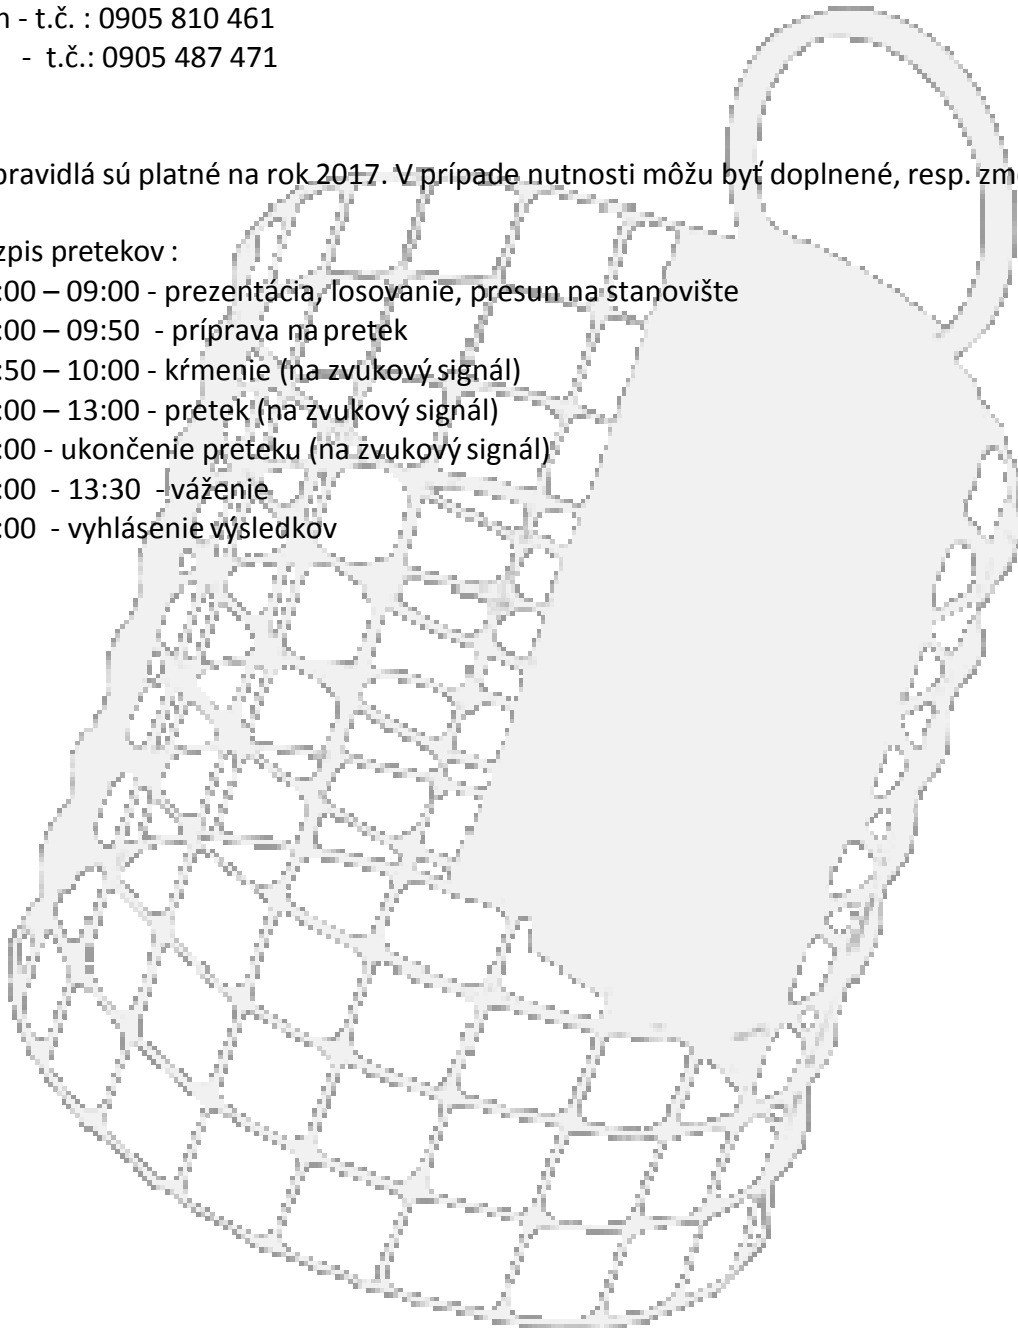 - t.č. : 0905 810 461
- t.č.: 0905 487 471
pravidlá sú platné na rok 2017. V prípade nutnosti môžu byť doplnené, resp.
pretekov :
:00 – 09:00 - prezentácia, losovanie, presun na stanovište
:00 – 09:50 - príprava na pretek
:50 – 10:00 - kŕmenie (na zvukový signál)
:00 – 13:00 - pretek (na zvukový signál)
:00 - ukončenie preteku (na zvukový signál)
:00 - 13:30 - váženie
:00 - vyhlásenie výsledkov